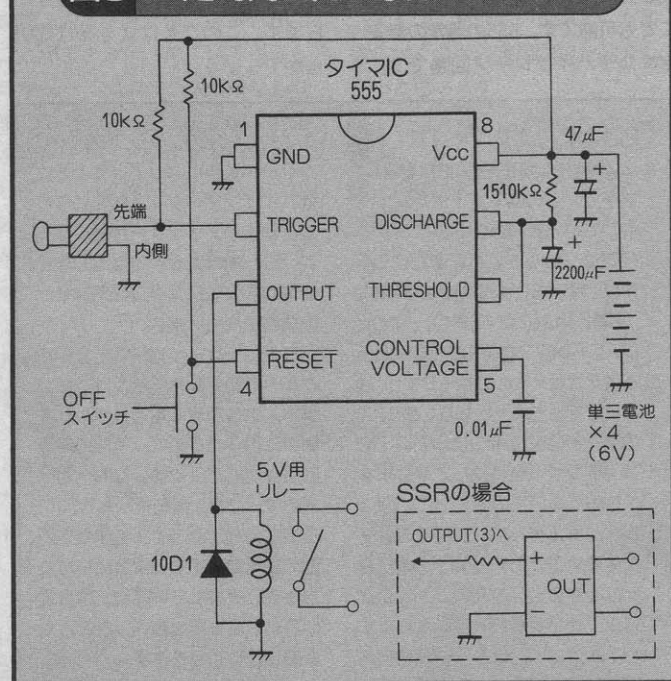 タイマIC
555
10kΩ
10kΩ
1
8
47μF
+
GND
Vcc
1510kΩ
先端
TRIGGER
DISCHARGE
+
内側
2200μF
OUTPUT
THRESHOLD
RESET
CONTROL
VOLTAGE
4
5
OFF
スイッチ
0.01μF
単三電池
×4
(6V)
5V用
リレー
SSRの場合
OUTPUT(3)へ
+
10D1
OUT
−